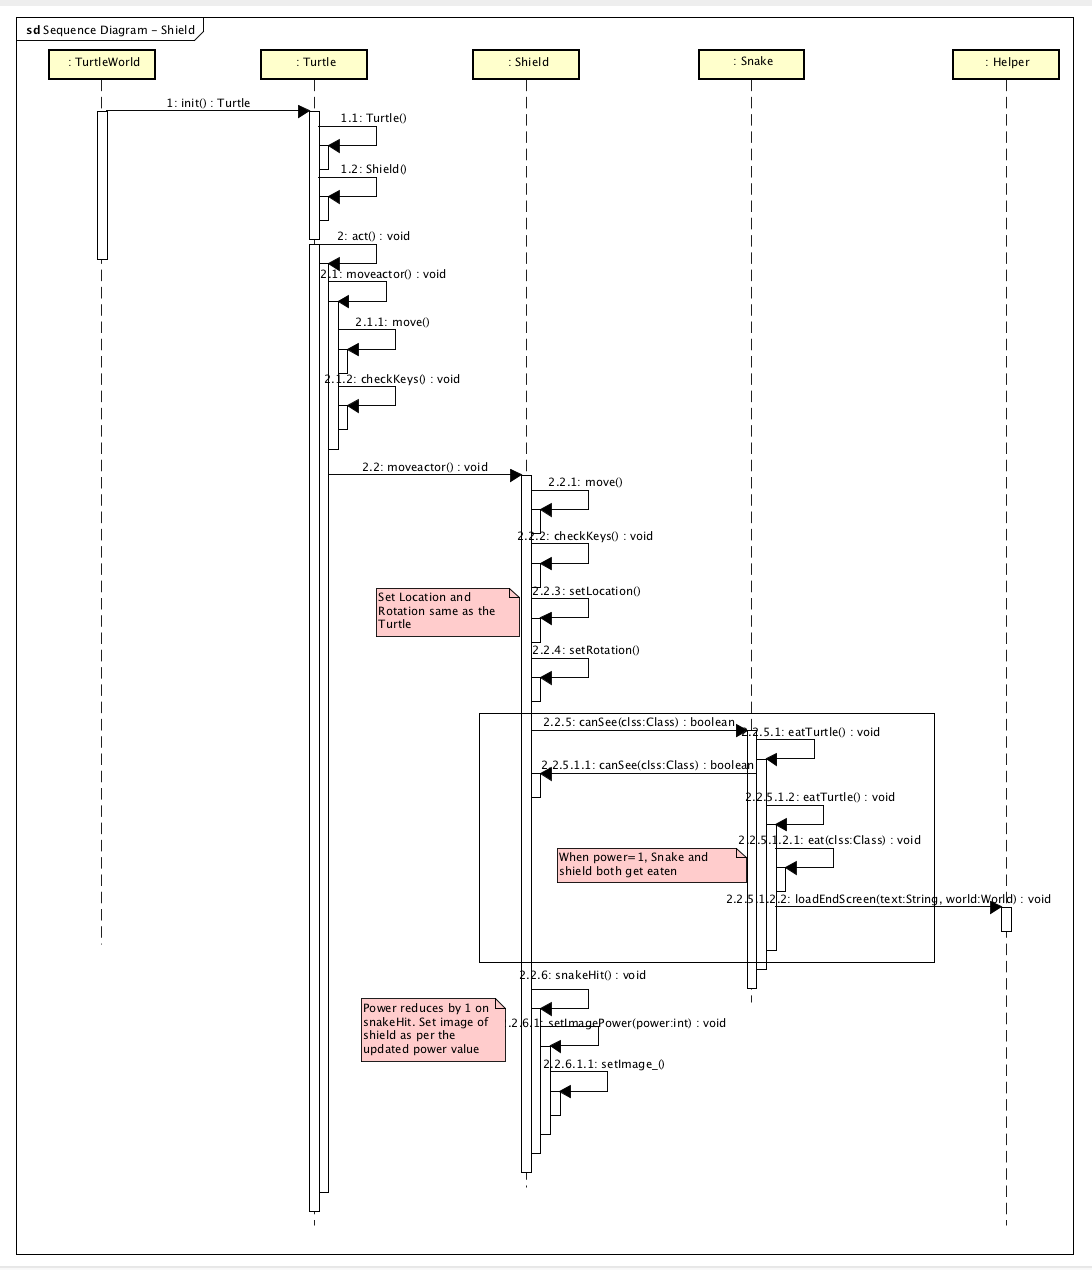 sd Sequence Diagram - Shield
: TurtleWorld
: Turtle
: Shield
: Snake
: Helper
1: init() : Turtle
1.1: Turtle()
1.2: Shield()
2: act() : void
2.1: moveactor() : void
2.1.1: move()
2.1.2: checkKeys() : void
2.2: moveactor() : void
2.2.1: move()
2.2.2: checkKeys() : void
2.2.3: setLocation()
Set Location and
Rotation same as the
Turtle
2.2.4: setRotation()
2.2.5: canSee(clss:Class) : boolean
2.2.5.1: eatTurtle() : void
2.2.5.1.1: canSee(clss:Class) : boolean
2.2.5.1.2: eatTurtle() : void
2.2.5.1.2.1: eat(clss:Class) : void
When power=1, Snake and
shield both get eaten
2.2.5.1.2.2: loadEndScreen(text:String, world:World) : void
2.2.6: snakeHit() : void
Power reduces by 1 on
snakeHit. Set image of
shield as per the
updated power value
.2.6.1: setImagePower(power:int) : void
2.2.6.1.1: setImage_()